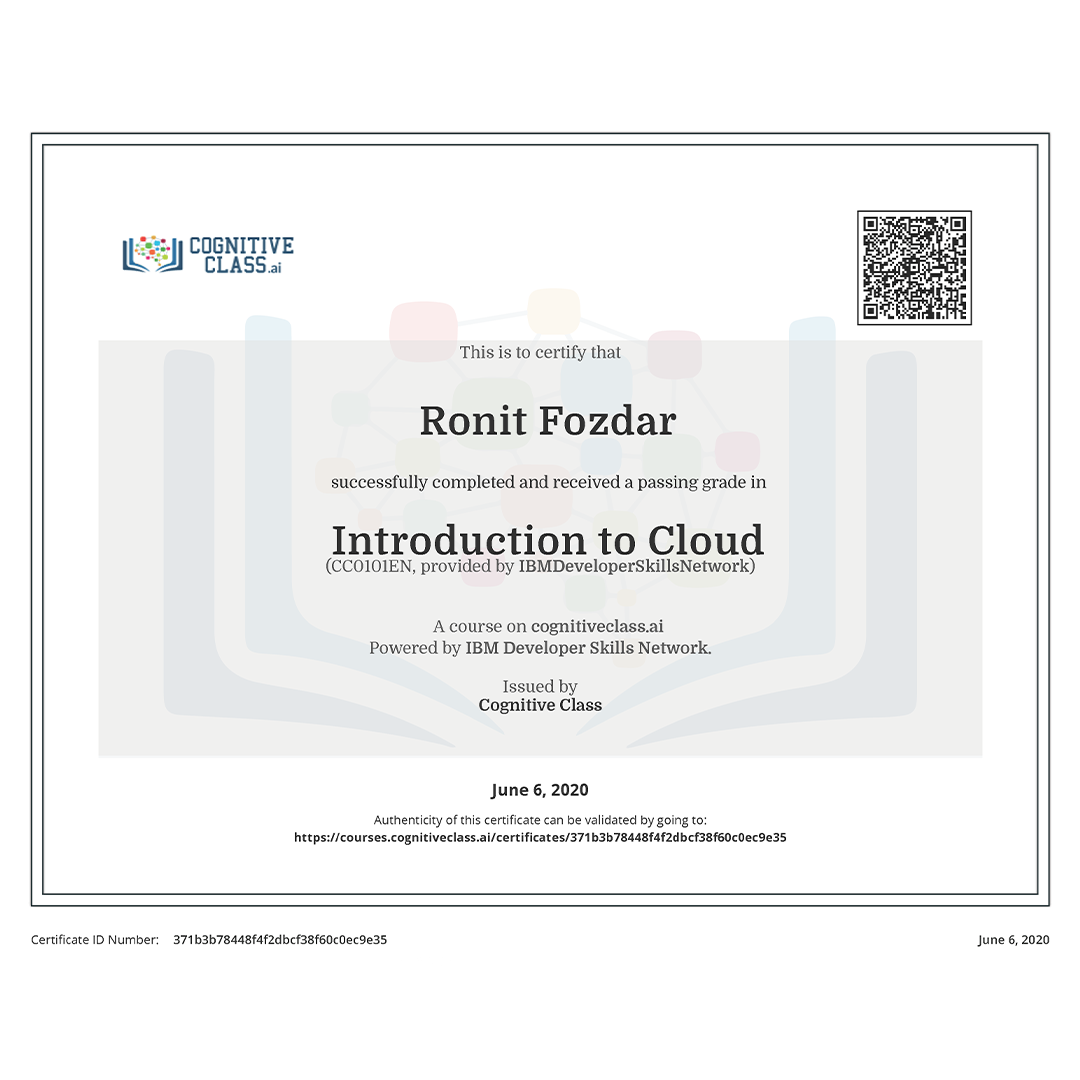 COGNITIVE
CLASS.ai
This is to certify that
Ronit Fozdar
successfully completed and received a passing grade in
Introduction to Cloud
(CC0101EN, provided by IBMDeveloperSkillsNetwork)
A course on cognitiveclass.ai
Powered by IBM Developer Skills Network.
Issued by
Cognitive Class
June 6, 2020
Authenticity of this certificate can be validated by going to:
https://courses.cognitiveclass.ai/certificates/371b3b78448f4f2dbcf38f60c0ec9e35
Certificate ID Number: 371b3b78448f4f2dbcf38f60c0ec9e35
June 6, 2020